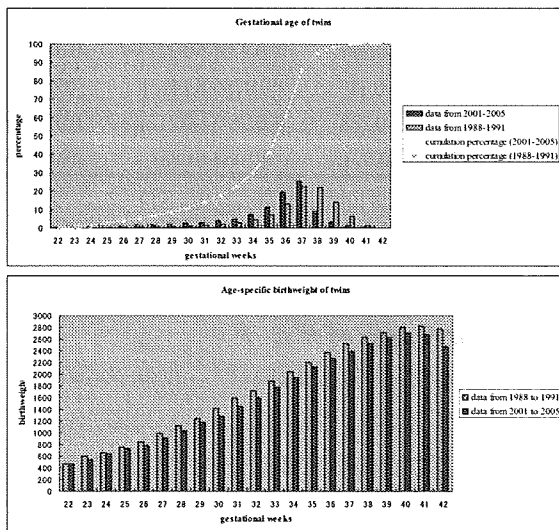 Gestational age of twins
100
90
80
70
60
50
40
30
20
10
0
percentage
22 23 24 25 26 27 28 29 30 31 32 33 34 35 36 37 38 39 40 41 42
gestational weeks
data from 2001-2005
data from 1988-1991
cumulation percentage (2001-2005)
cumulation percentage (1988-1991)
Age-specific birthweight of twins
2800
2600
2400
2200
2000
1800
1600
1400
1200
1000
800
600
400
200
0
birthweight
22 23 24 25 26 27 28 29 30 31 32 33 34 35 36 37 38 39 40 41 42
gestational weeks
data from 1988 to 1991
data from 2001 to 2005